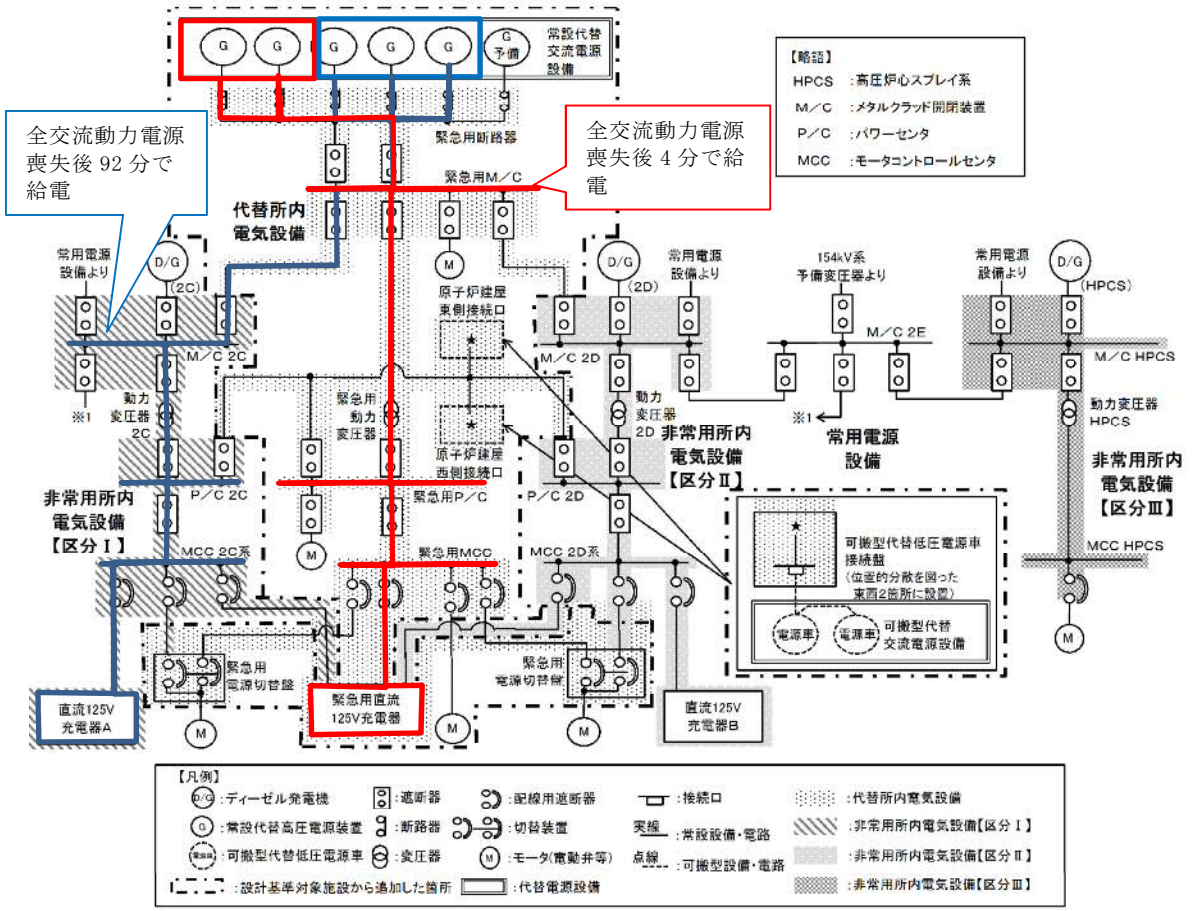 G
G
G
G
G
G
予備
常設代替
交流電源
設備
【略語】
HPCS :高圧炉心スプレイ系
M/C :メタルクラッド開閉装置
P/C :パワーセンタ
MCC :モータコントロールセンタ
全交流動力電源
喪失後 92 分で
給電
全交流動力電源
喪失後 4 分で給
電
緊急用断路器
緊急用M/C
代替所内
電気設備
常用電源
設備より
D/G
(2C)
M
原子炉建屋
東側接続口
D/G
(2D)
常用電源
設備より
154kV系
予備変圧器より
常用電源
設備より
D/G
(HPCS)
M/C 2C
M/C 2D
M/C 2E
M/C HPCS
※1
動力
変圧器
2C
緊急用
動力
変圧器
原子炉建屋
西側接続口
動力
変圧器
2D
※1
常用電源
設備
動力変圧器
HPCS
非常用所内
電気設備
【区分Ⅱ】
非常用所内
電気設備
【区分Ⅲ】
P/C 2C
緊急用P/C
P/C 2D
非常用所内
電気設備
【区分Ⅰ】
M
MCC 2C系
緊急用MCC
MCC 2D系
MCC HPCS
可搬型代替低圧電源車
接続盤
(位置的分散を図った
東西2箇所に設置)
電源車
電源車
可搬型代替
交流電源設備
M
緊急用
電源切替盤
緊急用
電源切替盤
直流125V
充電器A
緊急用直流
125V充電器
直流125V
充電器B
M
M
M
【凡例】
D/G :ディーゼル発電機
:遮断器
:配線用遮断器
:接続口
:代替所内電気設備
G :常設代替高圧電源装置
:断路器
:切替装置
実線 :常設設備・電路
:非常用所内電気設備【区分Ⅰ】
電源車 :可搬型代替低圧電源車
:変圧器
M :モータ(電動弁等)
点線 :可搬型設備・電路
:非常用所内電気設備【区分Ⅱ】
:設計基準対象施設から追加した箇所
:代替電源設備
:非常用所内電気設備【区分Ⅲ】